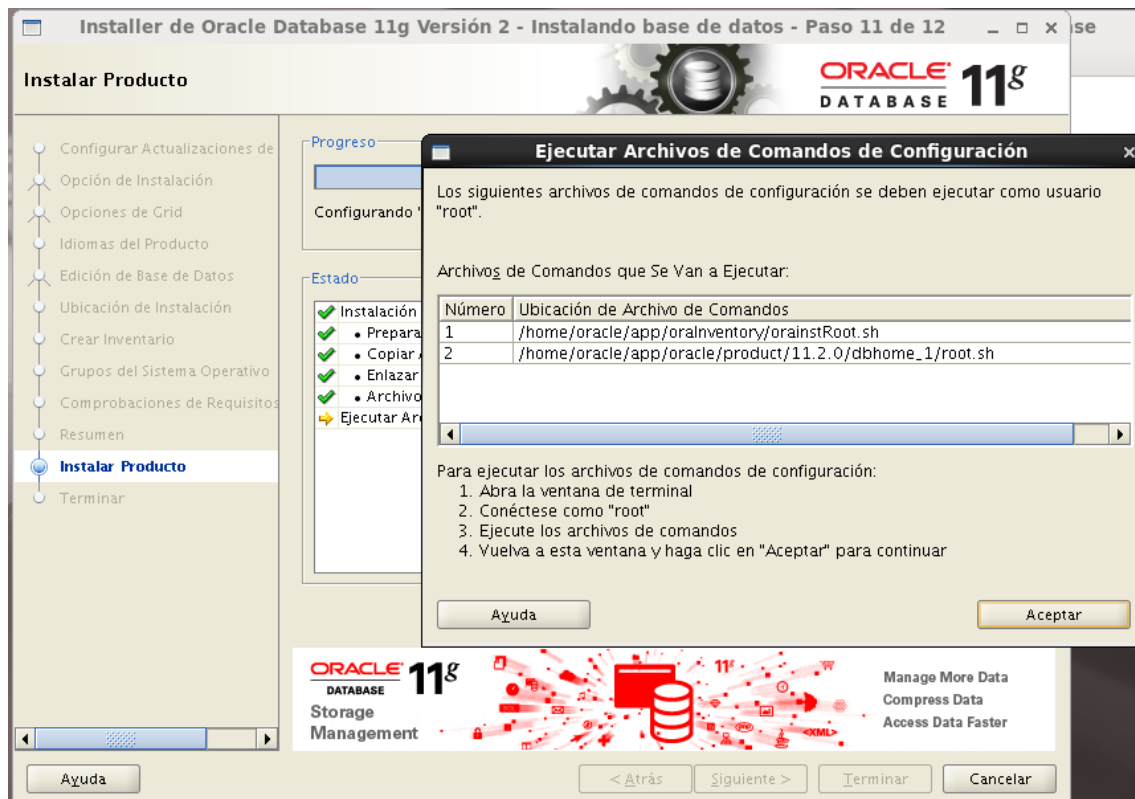 Installer de Oracle Database 11g Versión 2 - Instalando base de datos - Paso 11 de 12
se
Instalar Producto
ORACLE 11g
DATABASE
Configurar Actualizaciones de
Opción de Instalación
Opciones de Grid
Idiomas del Producto
Edición de Base de Datos
Ubicación de Instalación
Crear Inventario
Grupos del Sistema Operativo
Comprobaciones de Requisitos
Resumen
Instalar Producto
Terminar
Progreso
Configurando '
Estado
Instalación
• Prepara
• Copiar
• Enlazar
• Archivo
Ejecutar Ar
Ejecutar Archivos de Comandos de Configuración
Los siguientes archivos de comandos de configuración se deben ejecutar como usuario
"root".
Archivos de Comandos que Se Van a Ejecutar:
Número Ubicación de Archivo de Comandos
1 /home/oracle/app/oraInventory/orainstRoot.sh
2 /home/oracle/app/oracle/product/11.2.0/dbhome_1/root.sh
Para ejecutar los archivos de comandos de configuración:
1. Abra la ventana de terminal
2. Conéctese como "root"
3. Ejecute los archivos de comandos
4. Vuelva a esta ventana y haga clic en "Aceptar" para continuar
Ayuda
Aceptar
ORACLE 11g
DATABASE
Storage
Management
11g
<XML>
Manage More Data
Compress Data
Access Data Faster
Ayuda
< Atrás
Siguiente >
Terminar
Cancelar